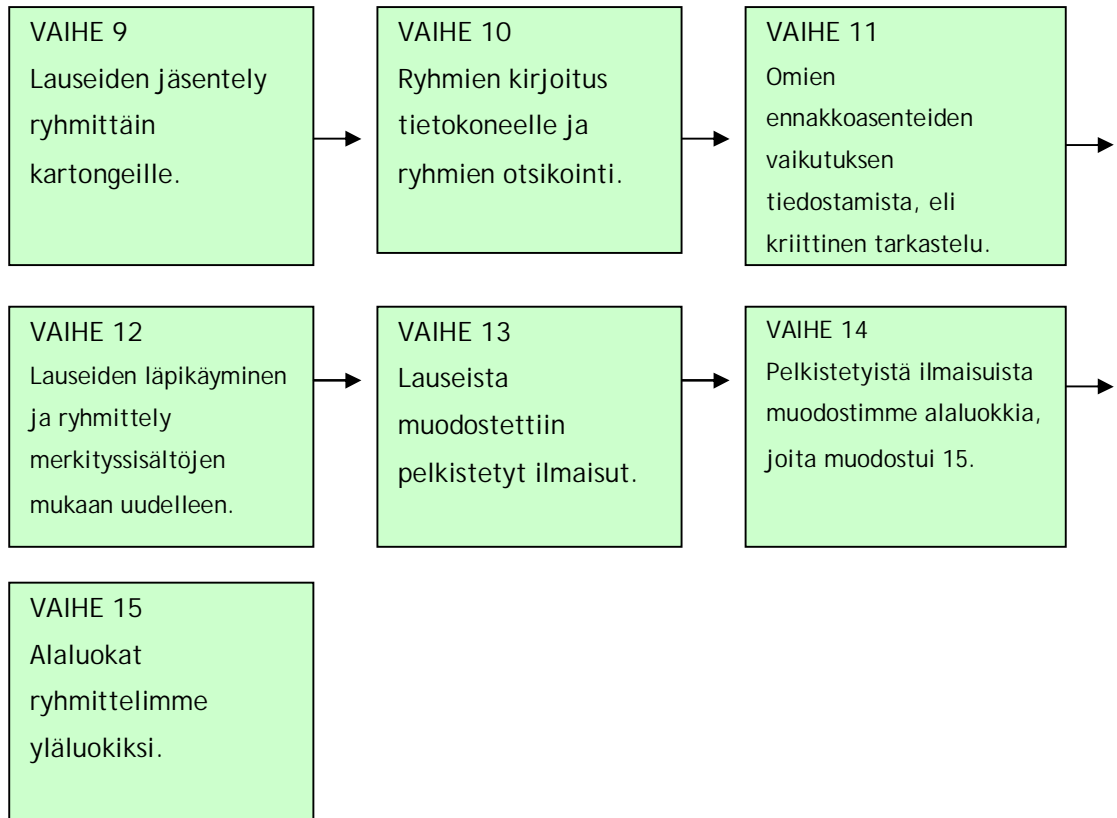 VAIHE 9
Lauseiden jäsentely
ryhmittäin
kartongeille.
VAIHE 10
Ryhmien kirjoitus
tietokoneelle ja
ryhmien otsikointi.
VAIHE 11
Omien
ennakkoasenteiden
vaikutuksen
tiedostamista, eli
kriittinen tarkastelu.
VAIHE 12
Lauseiden läpikäyminen
ja ryhmittely
merkityssisältöjen
mukaan uudelleen.
VAIHE 13
Lauseista
muodostettiin
pelkistetyt ilmaisut.
VAIHE 14
Pelkistetyistä ilmaisuista
muodostimme alaluokkia,
joita muodostui 15.
VAIHE 15
Alaluokat
ryhmittelimme
yläluokiksi.